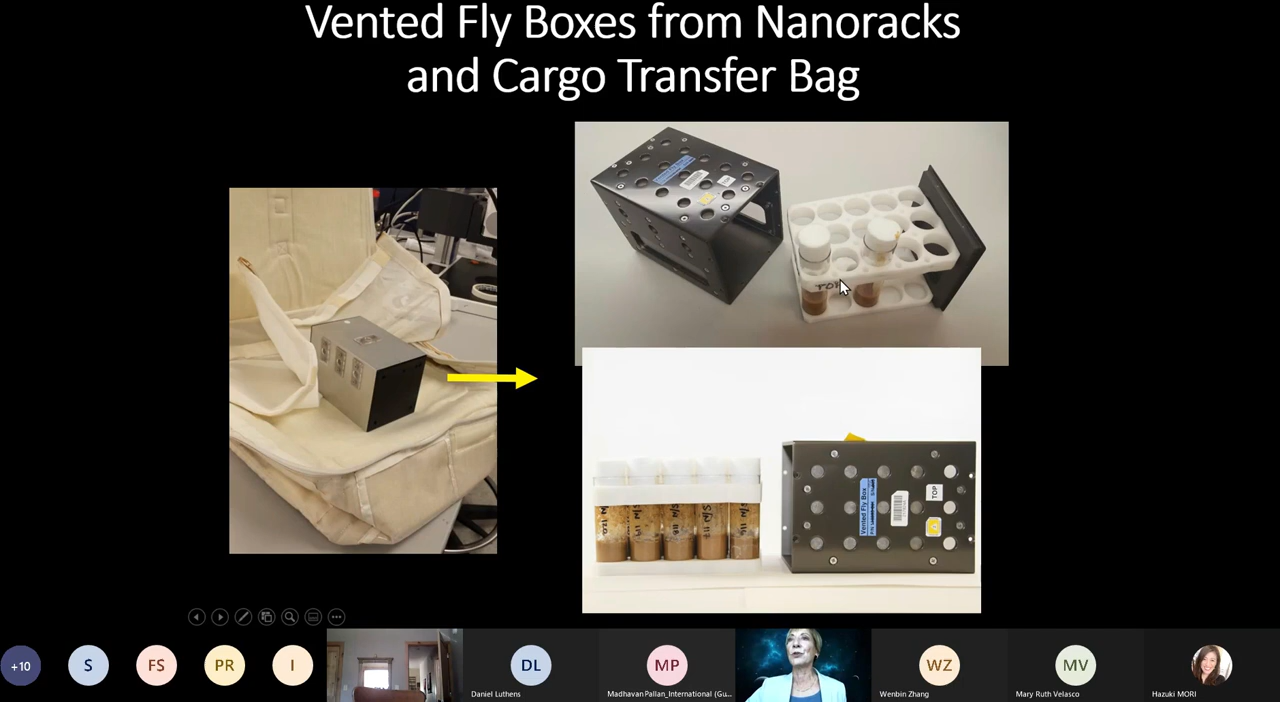 Vented Fly Boxes from Nanoracks
and Cargo Transfer Bag
TOP
Vented Fly Box
TOP
+10
S
FS
PR
I
DL
Daniel Luthens
MP
Madhavan Pallan_International (Gu...
WZ
Wenbin Zhang
MV
Mary Ruth Velasco
Hazuki MORI